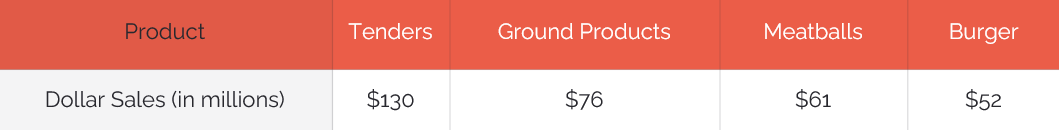 Product Tenders Ground Products Meatballs Burger
Dollar Sales (in millions) $130 $76 $61 $52